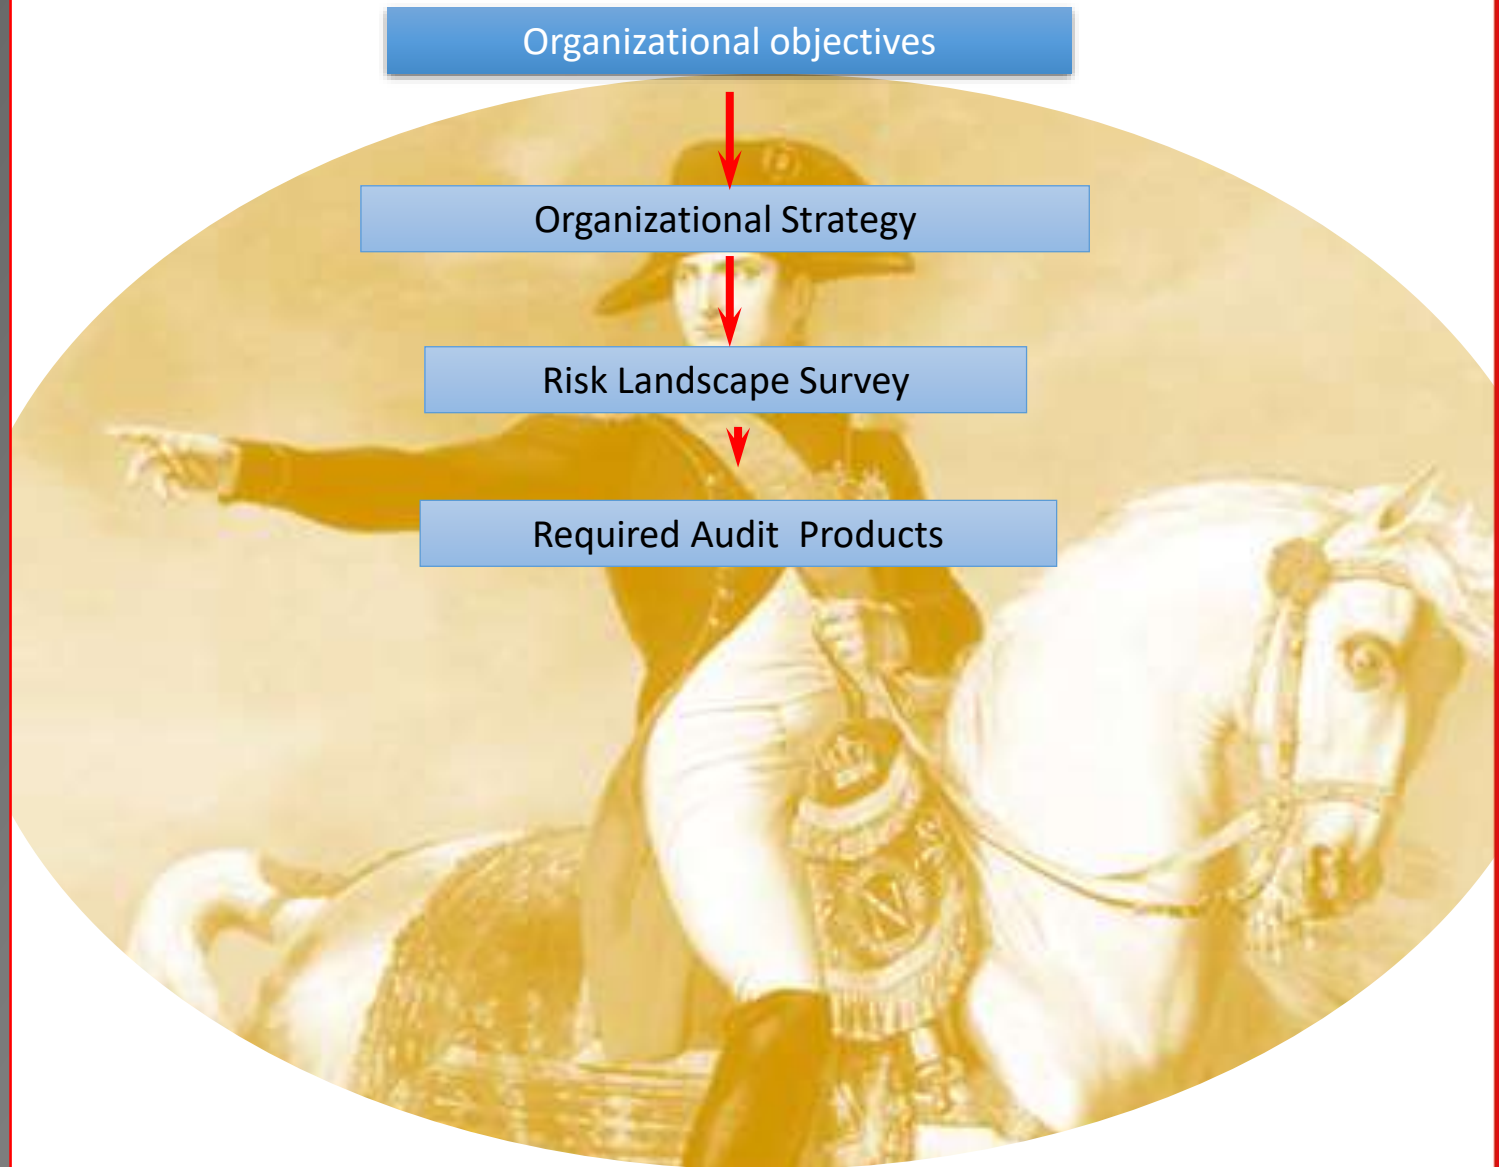 Organizational objectives
Organizational Strategy
Risk Landscape Survey
Required Audit  Products
N